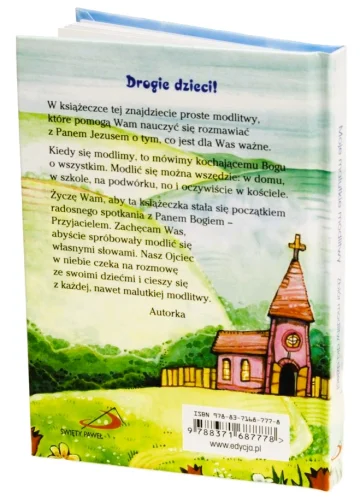 Drogie dzieci!
W książeczce tej znajdziecie proste modlitwy,
które pomogą Wam nauczyć się rozmawiać
z Panem Jezusem o tym, co jest dla Was ważne.
Kiedy się modlimy, to mówimy kochającemu Bogu
o wszystkim. Modlić się można wszędzie: w domu,
w szkole, na podwórku, no i oczywiście w kościele.
Życzę Wam, aby ta książeczka stała się początkiem
radosnego spotkania z Panem Bogiem –
Przyjacielem. Zachęcam Was,
abyście spróbowały modlić się
własnymi słowami. Nasz Ojciec
w niebie czeka na rozmowę
ze swoimi dziećmi i cieszy się
z każdej, nawet malutkiej modlitwy.
Autorka
ŚWIĘTY PAWEŁ
ISBN 978-83-7168-777-8
9 788371 687778 >
www.edycja.pl